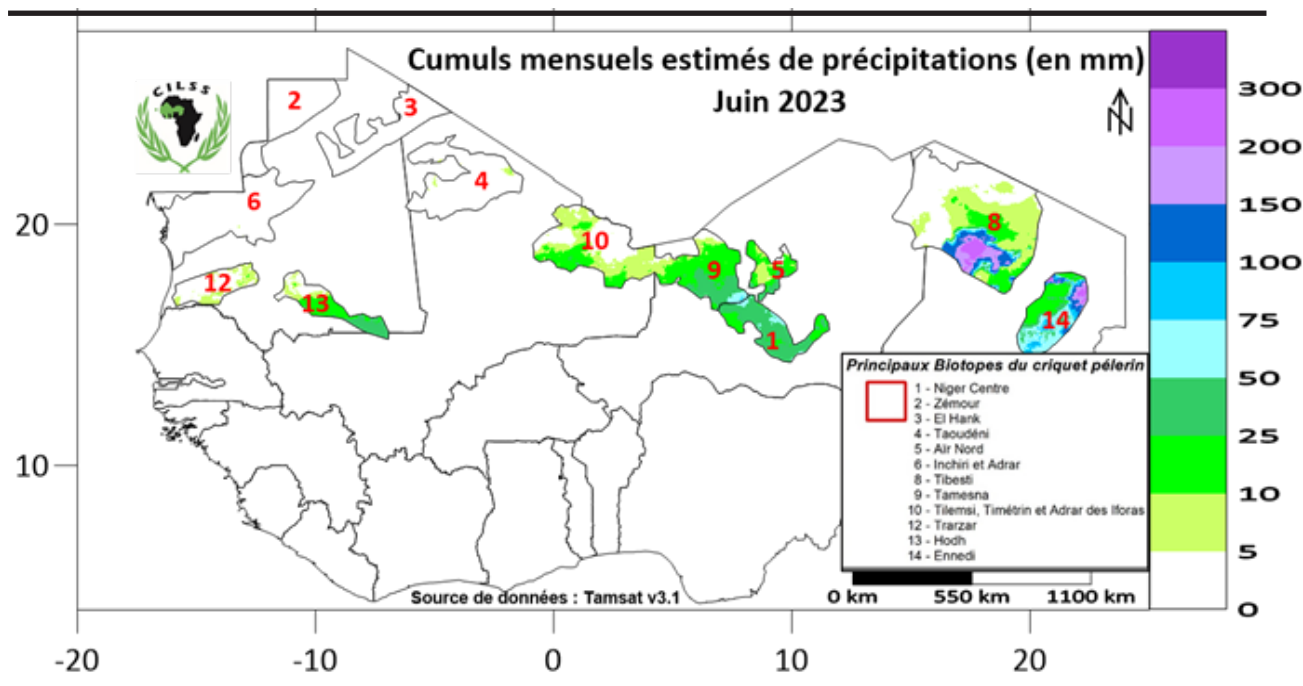 Cumuls mensuels estimés de précipitations (en mm)
Juin 2023
CILSS
N
2
3
4
6
10
8
9
5
12
13
14
1
20
10
-20
-10
0
10
20
300
200
150
100
75
50
25
10
5
0
Principaux Biotopes du criquet pélerin
1 - Niger Centre
2 - Zémour
3 - El Hank
4 - Taoudéni
5 - Aïr Nord
6 - Inchiri et Adrar
8 - Tibesti
9 - Tamesna
10 - Tilemsi, Timétrin et Adrar des Iforas
12 - Trarzar
13 - Hodh
14 - Ennedi
Source de données : Tamsat v3.1
0 km 550 km 1100 km